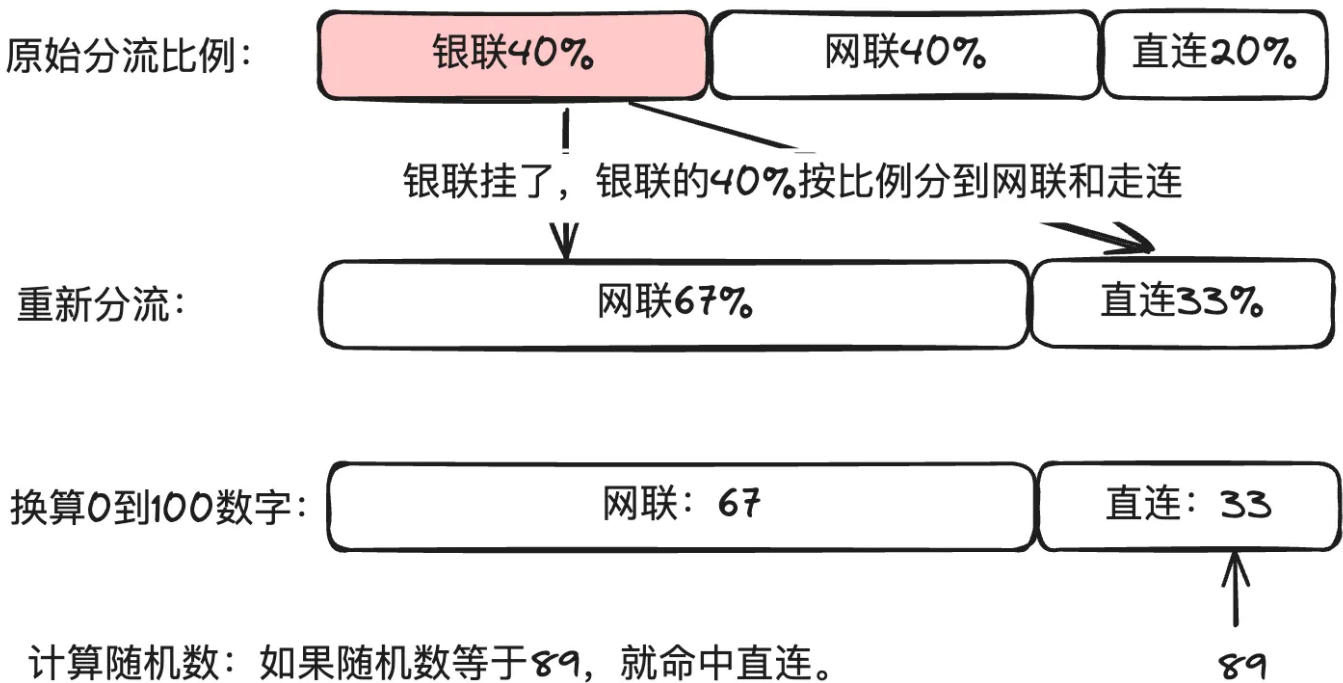 原始分流比例： 银联40% 网联40% 直连20%
银联挂了，银联的40%按比例分到网联和走连
重新分流： 网联67% 直连33%
换算0到100数字： 网联：67 直连：33
计算随机数：如果随机数等于89，就命中直连。 89